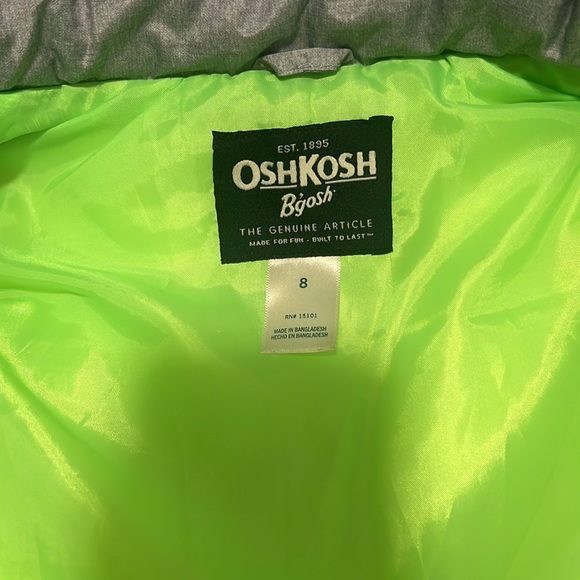 EST. 1895
OSHKOSH
B'gosh
THE GENUINE ARTICLE
MADE FOR FUN · BUILT TO LAST™
8
RN# 15101
MADE IN BANGLADESH
HECHO EN BANGLADESH